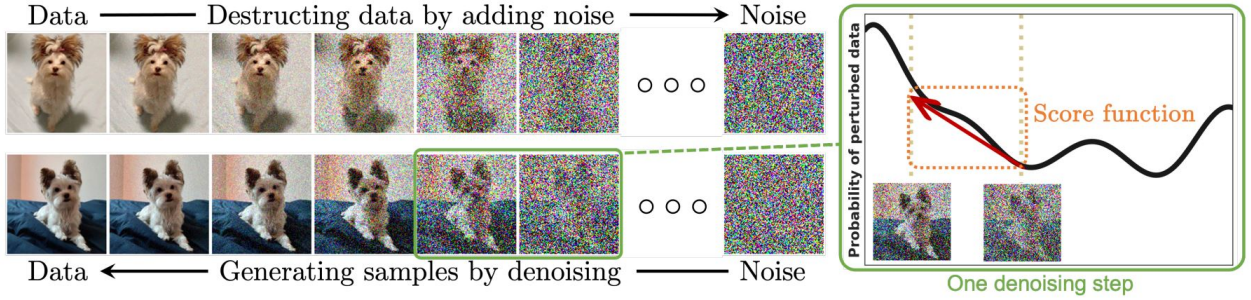 Data
Destructing data by adding noise
Noise
Data
Generating samples by denoising
Noise
Probability of perturbed data
Score function
One denoising step